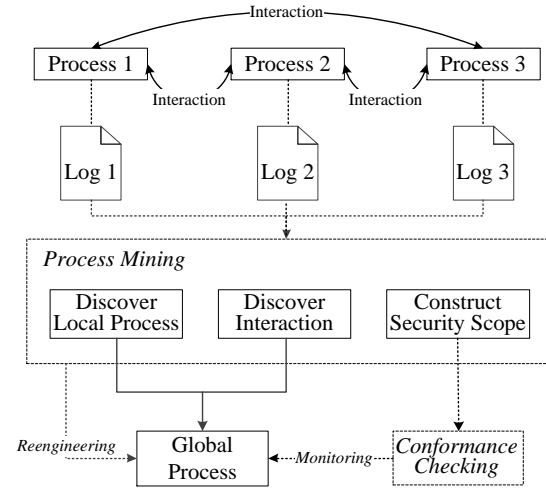 Interaction
Process 1
Process 2
Process 3
Interaction
Interaction
Log 1
Log 2
Log 3
Process Mining
Discover
Local Process
Discover
Interaction
Construct
Security Scope
Reengineering
Global
Process
Monitoring
Conformance
Checking